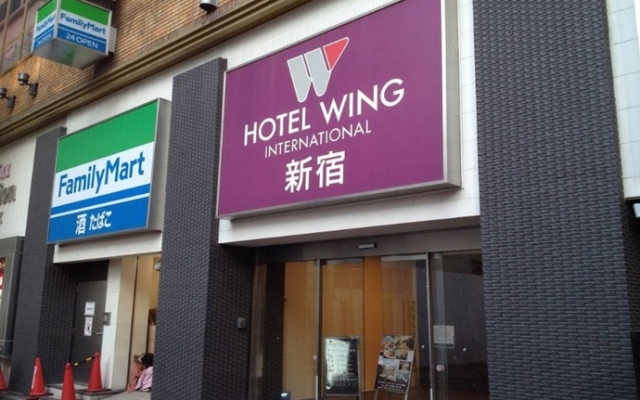 FamilyMart
24 OPEN
FamilyMart
酒 たばこ
W
HOTEL WING
INTERNATIONAL
新宿